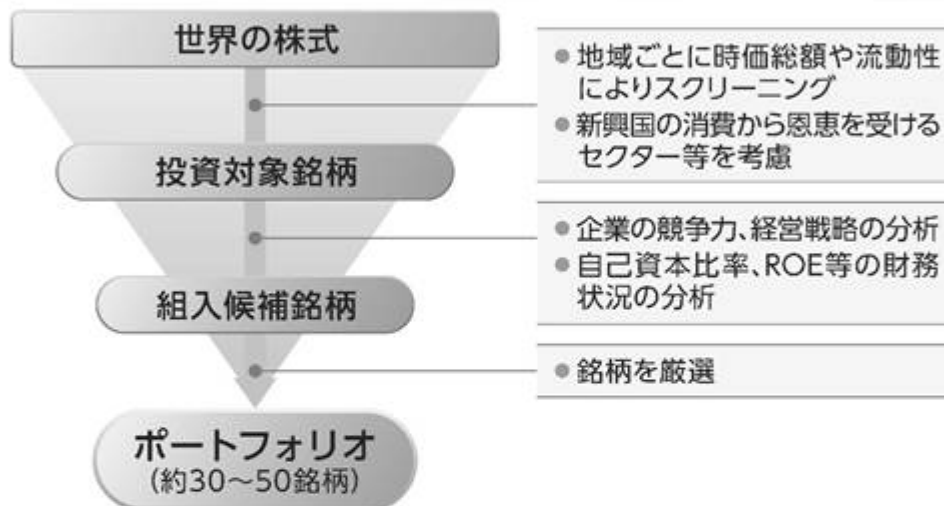 世界の株式
● 地域ごとに時価総額や流動性
によりスクリーニング
● 新興国の消費から恩恵を受ける
セクター等を考慮
投資対象銘柄
● 企業の競争力、経営戦略の分析
● 自己資本比率、ROE等の財務
状況の分析
組入候補銘柄
● 銘柄を厳選
ポートフォリオ
(約30〜50銘柄)